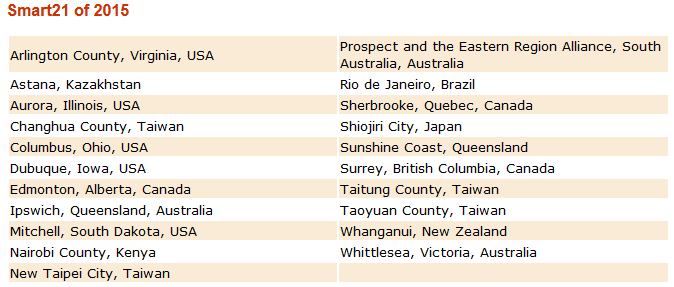 Smart21 of 2015
Arlington County, Virginia, USA
Prospect and the Eastern Region Alliance, South
Australia, Australia
Astana, Kazakhstan
Rio de Janeiro, Brazil
Aurora, Illinois, USA
Sherbrooke, Quebec, Canada
Changhua County, Taiwan
Shiojiri City, Japan
Columbus, Ohio, USA
Sunshine Coast, Queensland
Dubuque, Iowa, USA
Surrey, British Columbia, Canada
Edmonton, Alberta, Canada
Taitung County, Taiwan
Ipswich, Queensland, Australia
Taoyuan County, Taiwan
Mitchell, South Dakota, USA
Whanganui, New Zealand
Nairobi County, Kenya
Whittlesea, Victoria, Australia
New Taipei City, Taiwan